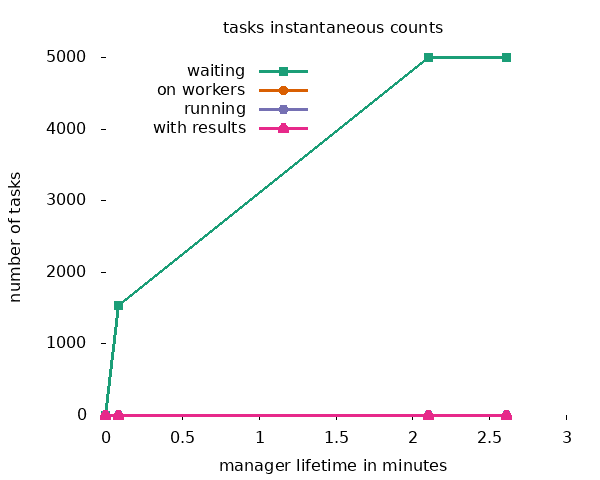 tasks instantaneous counts
5000
4000
3000
2000
1000
0
number of tasks
waiting
on workers
running
with results
0 0.5 1 1.5 2 2.5 3
manager lifetime in minutes